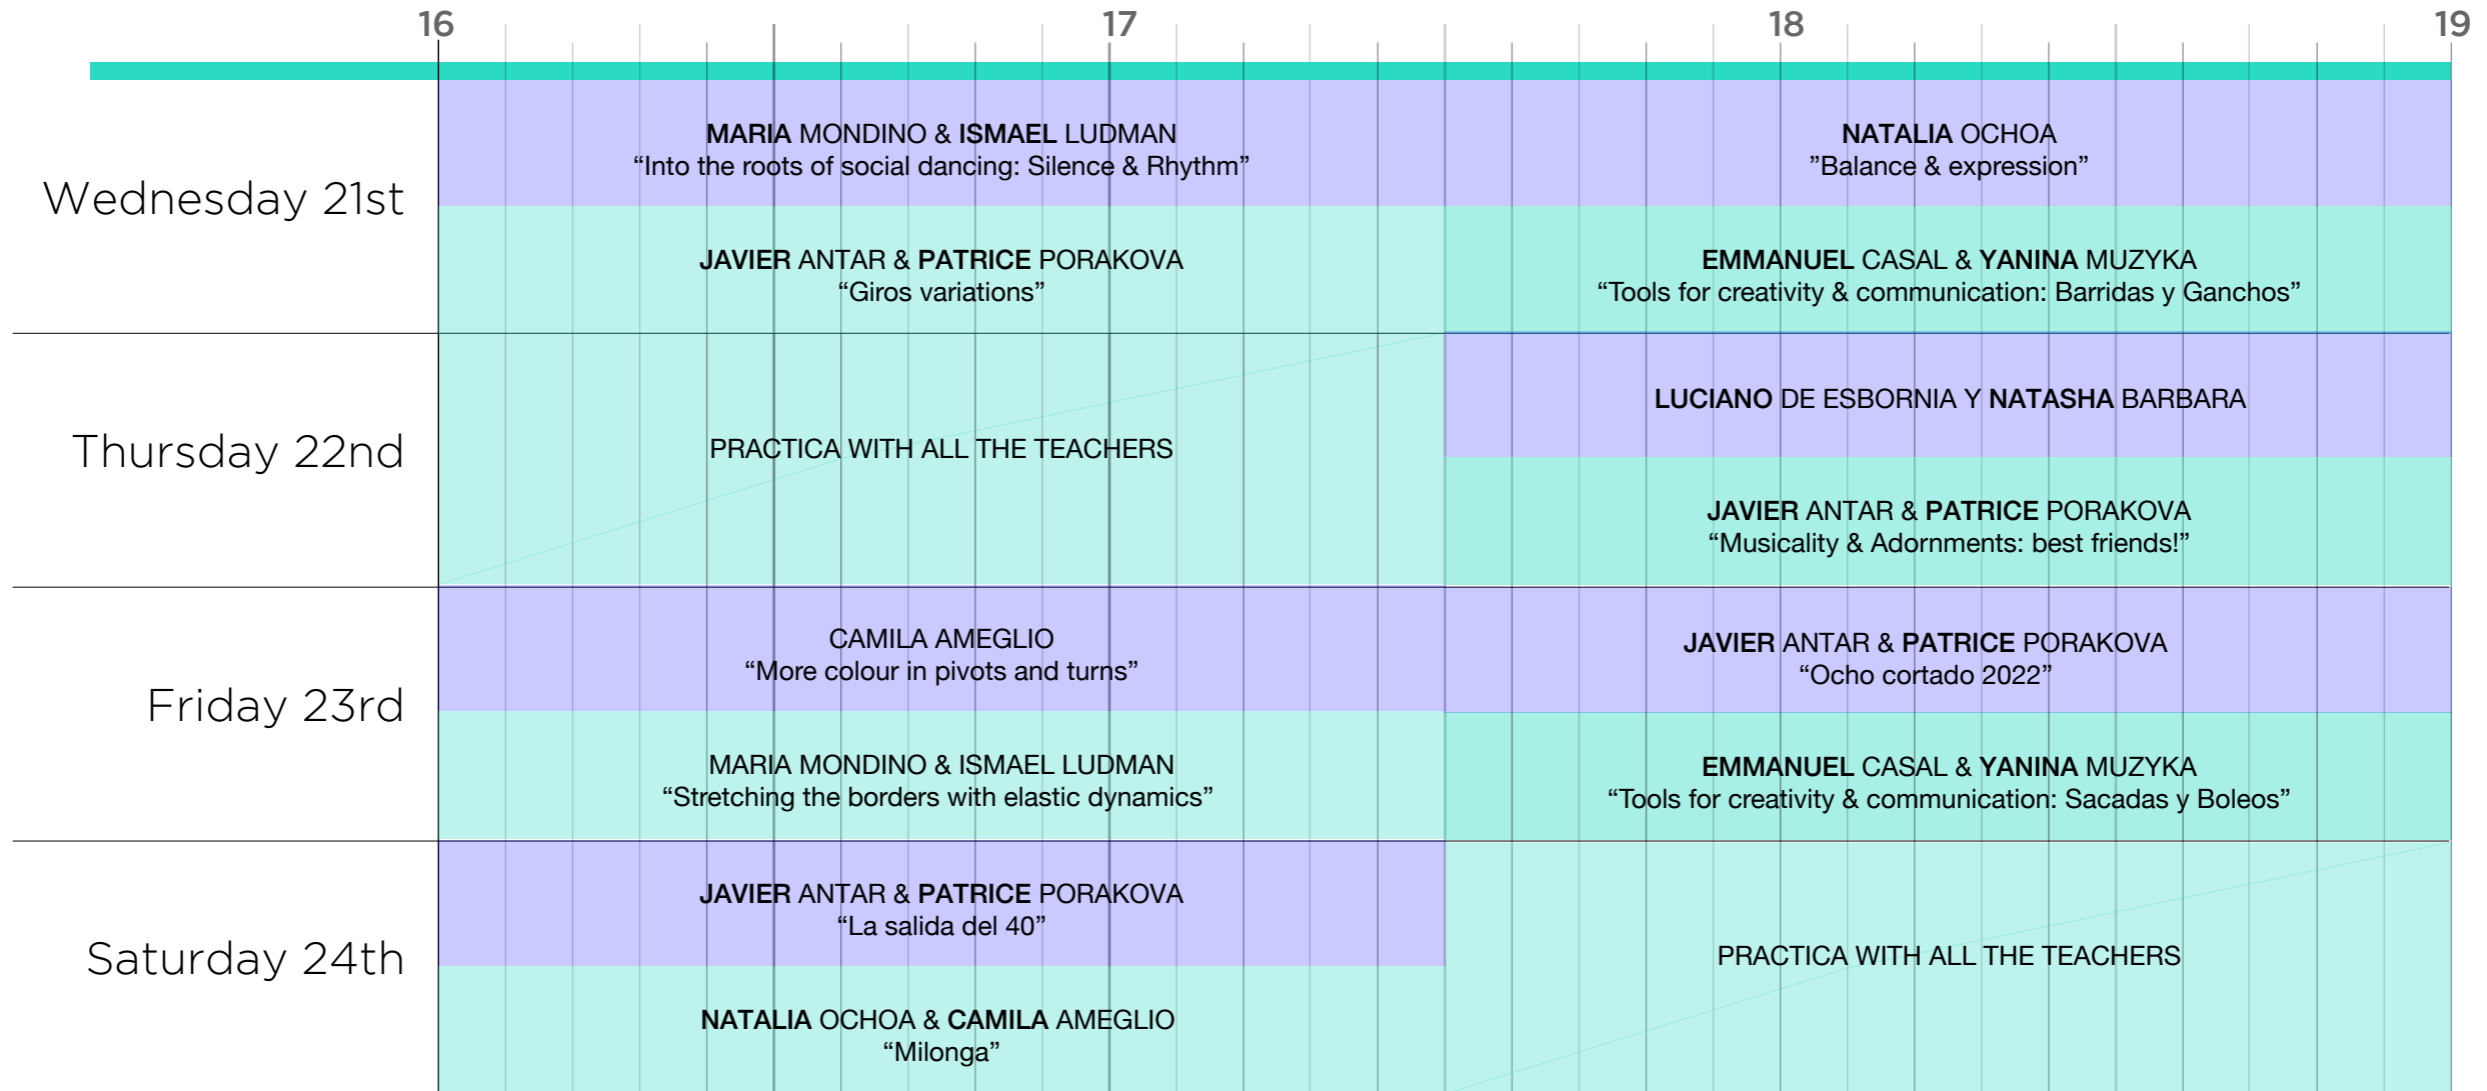 16 17 18 19
Wednesday 21st
MARIA MONDINO & ISMAEL LUDMAN
“Into the roots of social dancing: Silence & Rhythm”
NATALIA OCHOA
”Balance & expression”
JAVIER ANTAR & PATRICE PORAKOVA
“Giros variations”
EMMANUEL CASAL & YANINA MUZYKA
“Tools for creativity & communication: Barridas y Ganchos”
Thursday 22nd
PRACTICA WITH ALL THE TEACHERS
LUCIANO DE ESBORNIA Y NATASHA BARBARA
JAVIER ANTAR & PATRICE PORAKOVA
“Musicality & Adornments: best friends!”
Friday 23rd
CAMILA AMEGLIO
“More colour in pivots and turns”
JAVIER ANTAR & PATRICE PORAKOVA
“Ocho cortado 2022”
MARIA MONDINO & ISMAEL LUDMAN
“Stretching the borders with elastic dynamics”
EMMANUEL CASAL & YANINA MUZYKA
“Tools for creativity & communication: Sacadas y Boleos”
Saturday 24th
JAVIER ANTAR & PATRICE PORAKOVA
“La salida del 40”
NATALIA OCHOA & CAMILA AMEGLIO
“Milonga”
PRACTICA WITH ALL THE TEACHERS